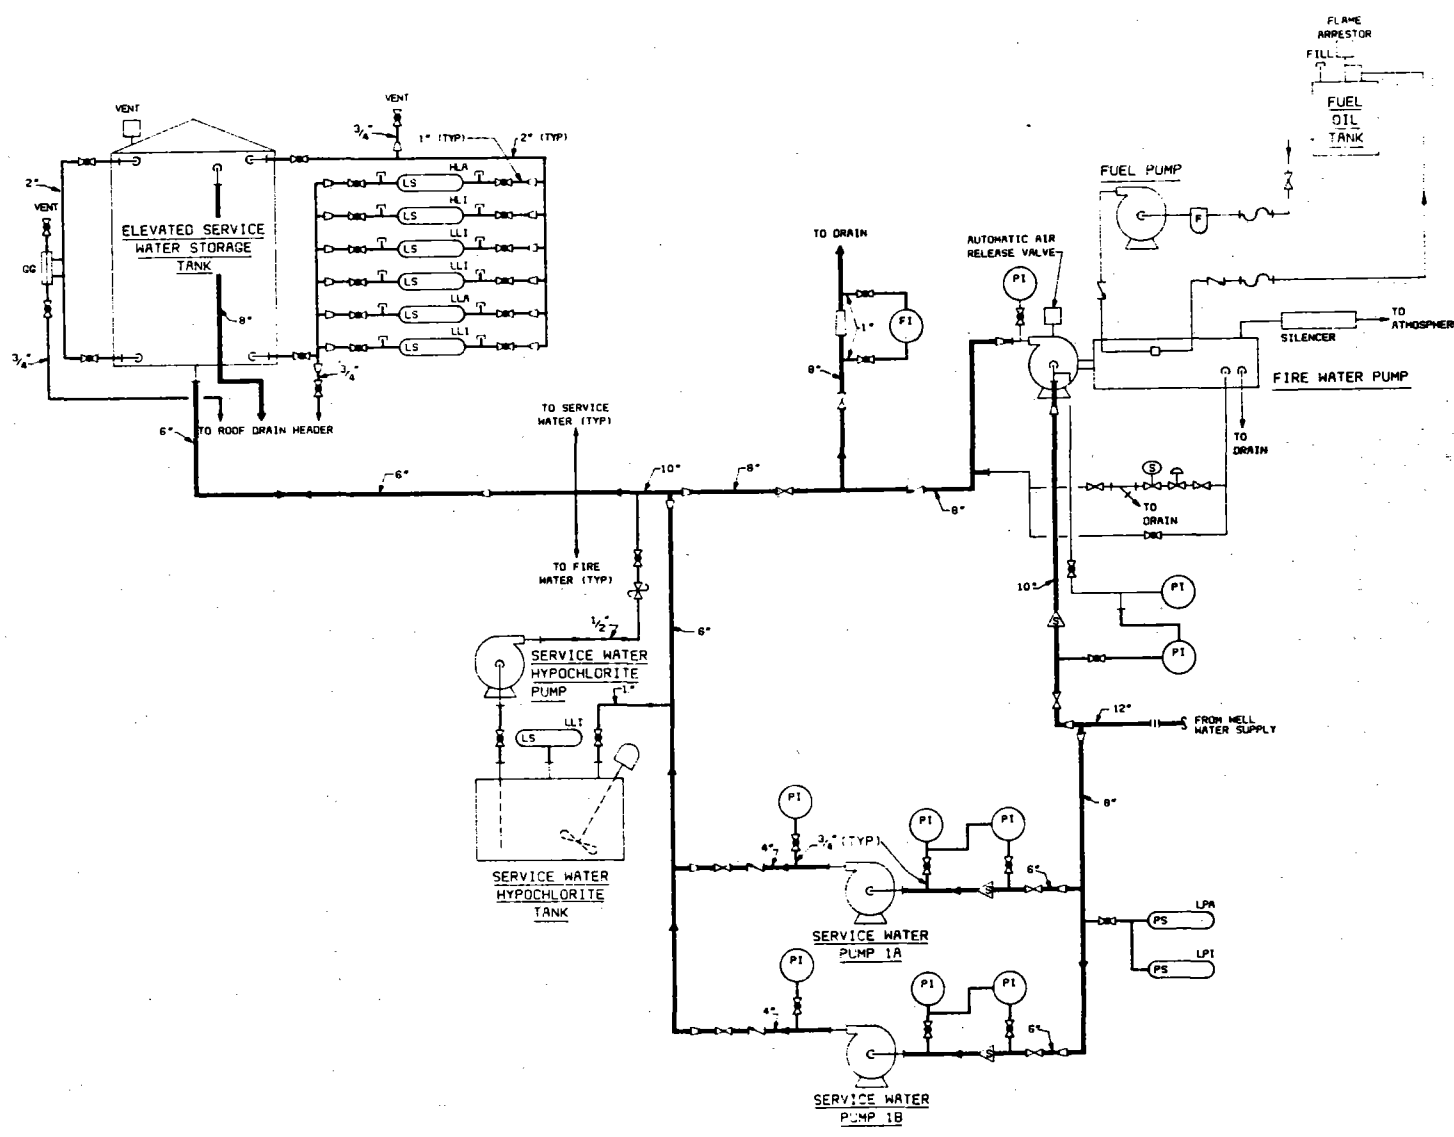 FLAME
ARRESTOR
FILL
FUEL
OIL
TANK
VENT
VENT
3/4"
1" (TYP)
2" (TYP)
HLA
LS
HLI
LS
LLI
LS
LLI
LS
LLA
LS
LLI
LS
2"
VENT
GG
3/4"
ELEVATED SERVICE
WATER STORAGE
TANK
8"
3/4"
6"
TO ROOF DRAIN HEADER
FUEL PUMP
F
AUTOMATIC AIR
RELEASE VALVE
PI
TO DRAIN
1"
FI
8"
TO
ATMOSPHERE
SILENCER
FIRE WATER PUMP
TO
DRAIN
S
TO
DRAIN
TO SERVICE
WATER (TYP)
6"
10"
8"
8"
TO FIRE
WATER (TYP)
10"
PI
S
PI
1/2"
6"
SERVICE WATER
HYPOCHLORITE
PUMP
1"
LLI
LS
12"
FROM WELL
WATER SUPPLY
8"
PI
4"
3/4" (TYP)
PI
PI
6"
S
SERVICE WATER
HYPOCHLORITE
TANK
SERVICE WATER
PUMP 1A
LPA
PS
LPI
PS
PI
4"
PI
PI
6"
S
SERVICE WATER
PUMP 1B